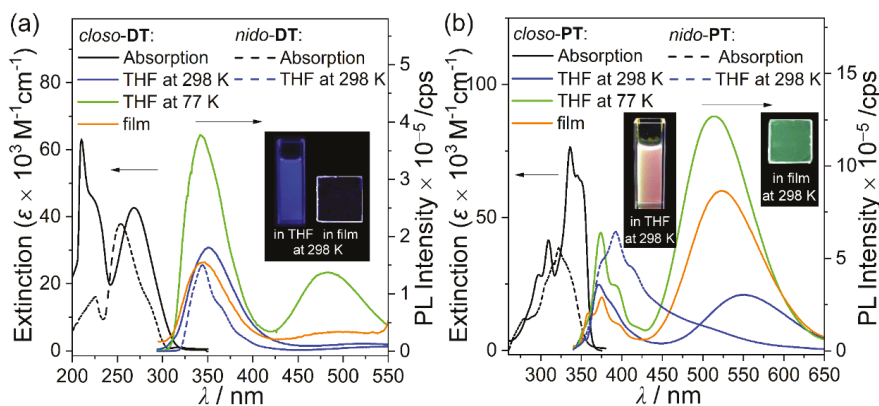 (a)
closo-DT:
Absorption
THF at 298 K
THF at 77 K
film
nido-DT:
Absorption
THF at 298 K
in THF in film
at 298 K
Extinction (ε × 10³ M⁻¹cm⁻¹)
90
60
40
20
0
PL Intensity × 10⁻⁵ /cps
5
4
3
2
1
0
200 250 300 350 400 450 500 550
λ / nm
(b)
closo-PT:
Absorption
THF at 298 K
THF at 77 K
film
nido-PT:
Absorption
THF at 298 K
in THF
at 298 K
in film
at 298 K
Extinction (ε × 10³ M⁻¹cm⁻¹)
100
75
50
25
0
PL Intensity × 10⁻⁵ /cps
15
10
5
0
300 350 400 450 500 550 600 650
λ / nm